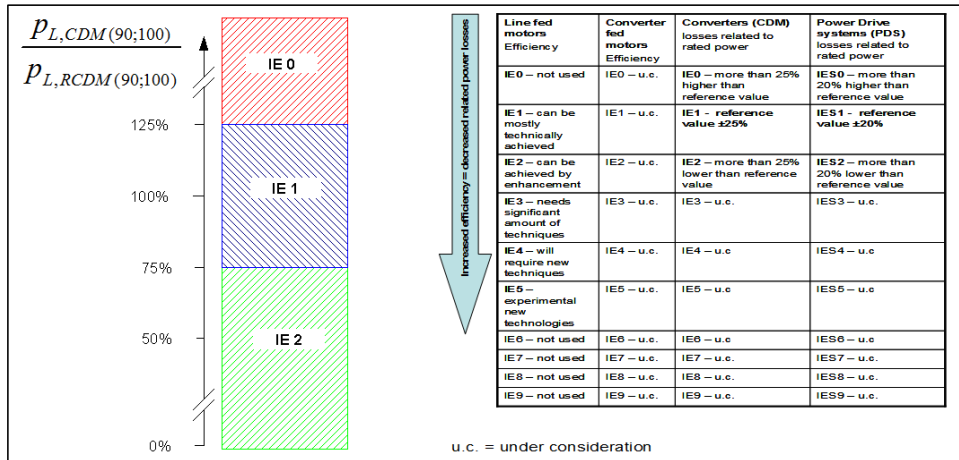 p L,CDM (90;100)
p L,RCDM (90;100)
IE 0
125%
IE 1
100%
75%
50%
IE 2
0%
Increased efficiency = decreased related power losses
Line fed motors Efficiency
Converter fed motors Efficiency
Converters (CDM) losses related to rated power
Power Drive systems (PDS) losses related to rated power
IE0 – not used
IE0 – u.c.
IE0 – more than 25% higher than reference value
IES0 – more than 20% higher than reference value
IE1 – can be mostly technically achieved
IE1 – u.c.
IE1 - reference value ±25%
IES1 - reference value ±20%
IE2 – can be achieved by enhancement
IE2 – u.c.
IE2 – more than 25% lower than reference value
IES2 – more than 20% lower than reference value
IE3 – needs significant amount of techniques
IE3 – u.c.
IE3 – u.c.
IES3 – u.c.
IE4 – will require new techniques
IE4 – u.c.
IE4 – u.c
IES4 – u.c
IE5 – experimental new technologies
IE5 – u.c.
IE5 – u.c
IES5 – u.c
IE6 – not used
IE6 – u.c.
IE6 – u.c
IES6 – u.c
IE7 – not used
IE7 – u.c.
IE7 – u.c.
IES7 – u.c.
IE8 – not used
IE8 – u.c.
IE8 – u.c.
IES8 – u.c.
IE9 – not used
IE9 – u.c.
IE9 – u.c.
IES9 – u.c.
u.c. = under consideration